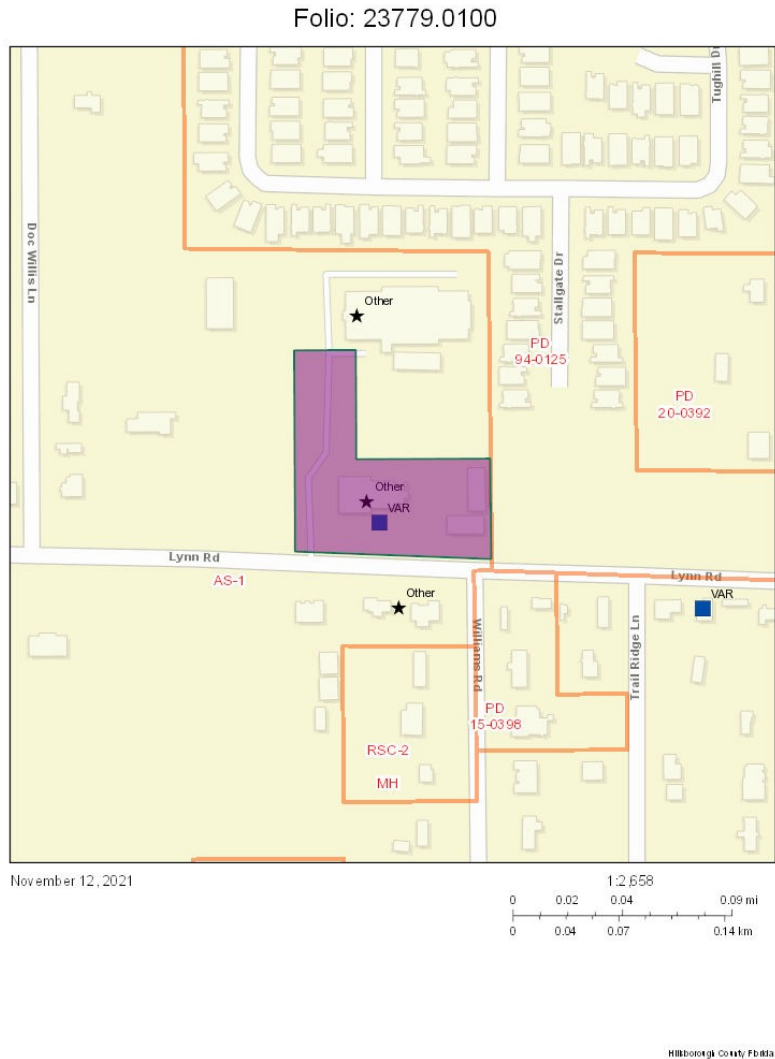 Folio: 23779.0100
Tughill Dr
Doc Willis Ln
Other
Stallgate Dr
PD
94-0125
PD
20-0392
Other
VAR
Lynn Rd
AS-1
Lynn Rd
Other
VAR
Williams Rd
Trail Ridge Ln
PD
15-0398
RSC-2
MH
November 12, 2021
1:2,658
0 0.02 0.04 0.09 mi
0 0.04 0.07 0.14 km
Hillsborough County Florida